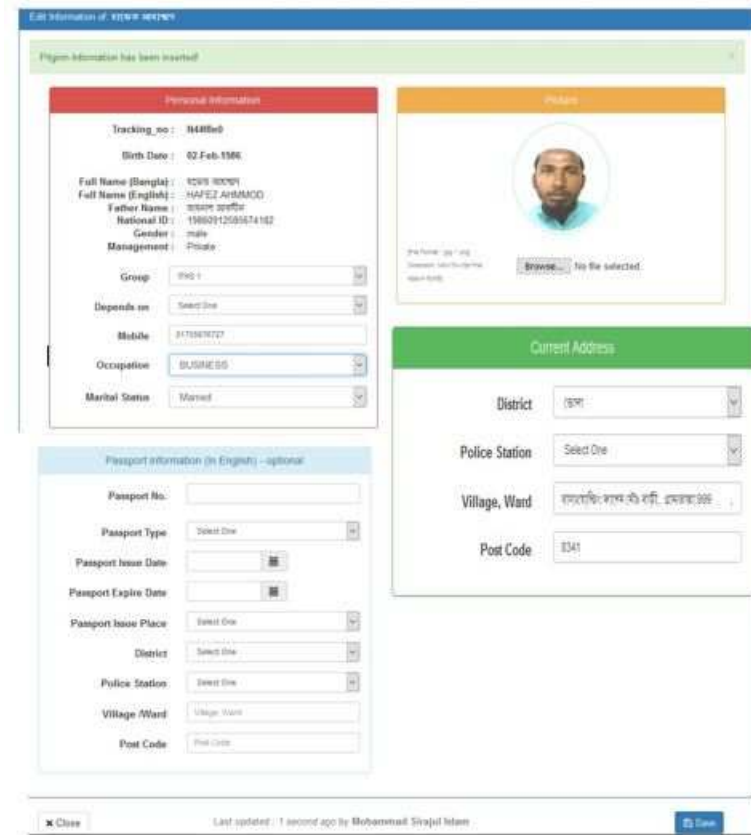 Edit Information of:
Pilgrim Information has been inserted!
Personal Information
Tracking_no :
Birth Date : 02-Feb-1986
Full Name (Bangla) :
Full Name (English) : HAFEZ AHMMOD
Father Name :
National ID :
Gender : male
Management : Private
Group
Depends on Select One
Mobile
Occupation BUSINESS
Marital Status Married
Picture
Browse... No file selected.
Current Address
District ভোলা
Police Station Select One
Village, Ward
Post Code 8341
Passport Information (In English) - optional
Passport No.
Passport Type Select One
Passport Issue Date
Passport Expire Date
Passport Issue Place Select One
District Select One
Police Station Select One
Village /Ward Village, Ward
Post Code Post Code
Close
Last updated : 1 second ago by Mohammad Sirajul Islam
Save